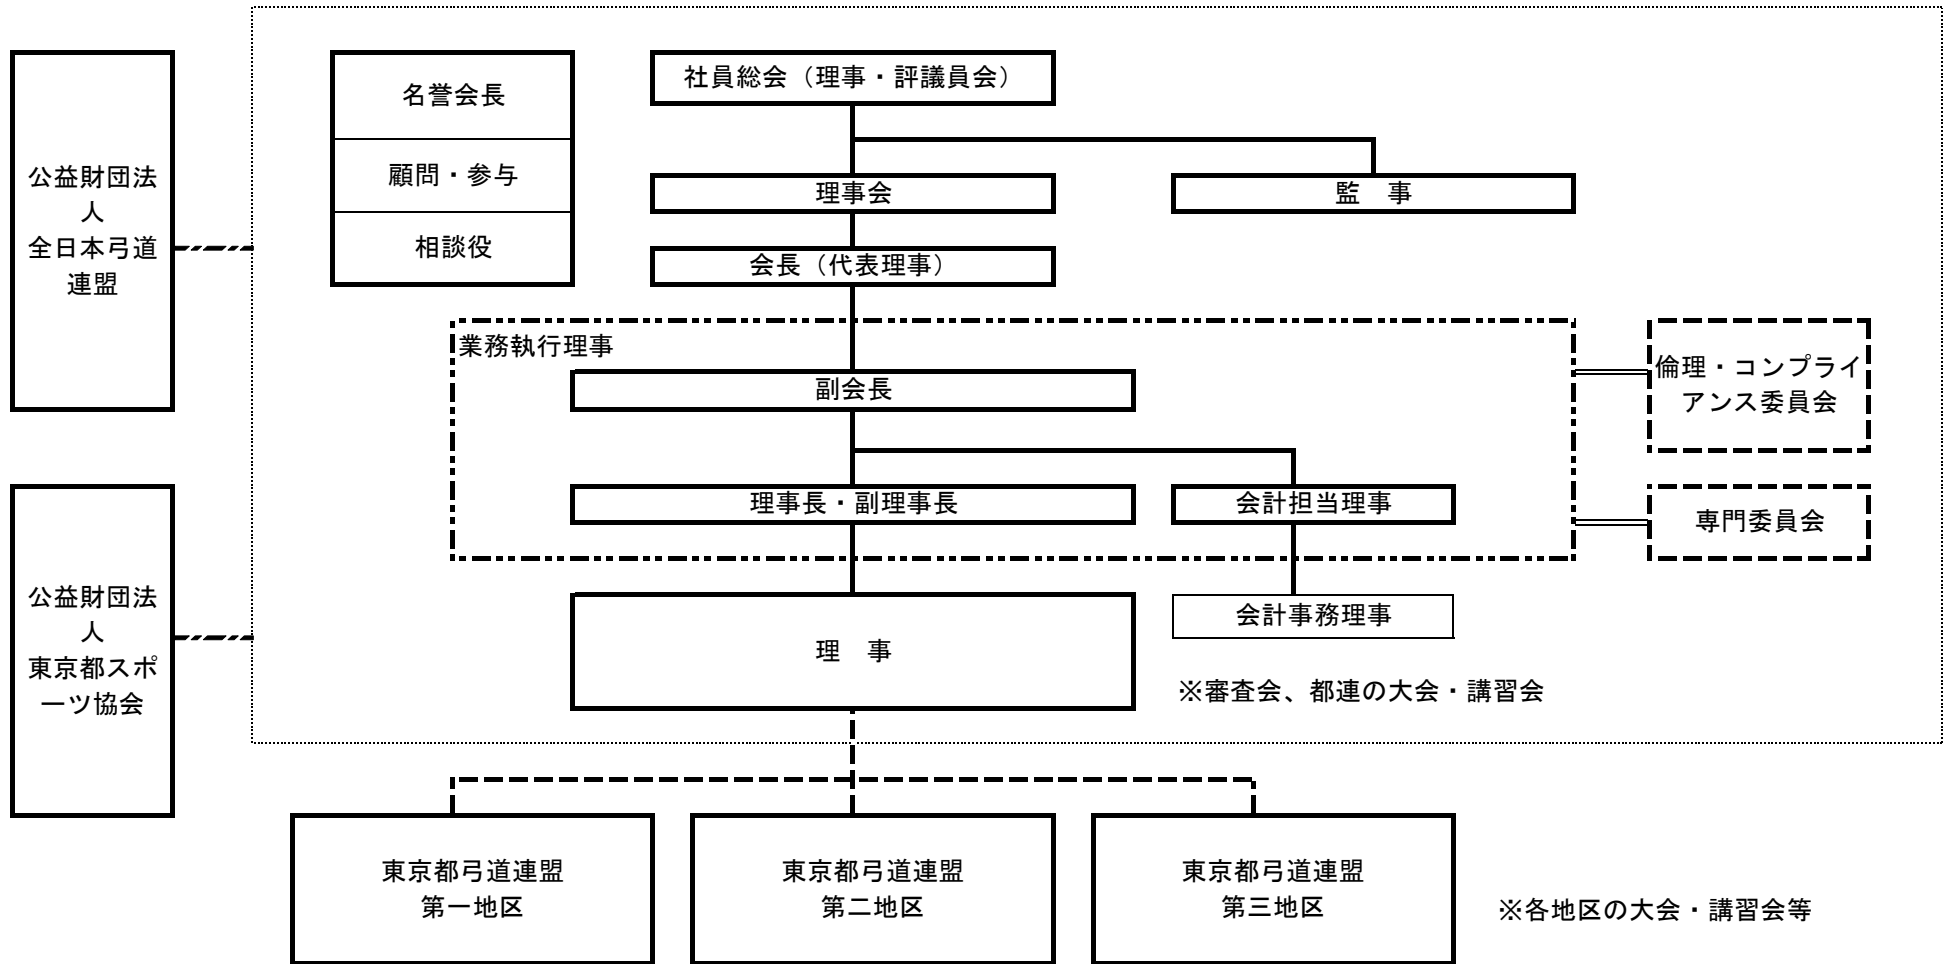 公益財団法
人
全日本弓道
連盟
公益財団法
人
東京都スポ
ーツ協会
名誉会長
顧問・参与
相談役
社員総会（理事・評議員会）
理事会
監　事
会長（代表理事）
業務執行理事
副会長
理事長・副理事長
会計担当理事
倫理・コンプライ
アンス委員会
専門委員会
理　事
会計事務理事
※審査会、都連の大会・講習会
東京都弓道連盟
第一地区
東京都弓道連盟
第二地区
東京都弓道連盟
第三地区
※各地区の大会・講習会等